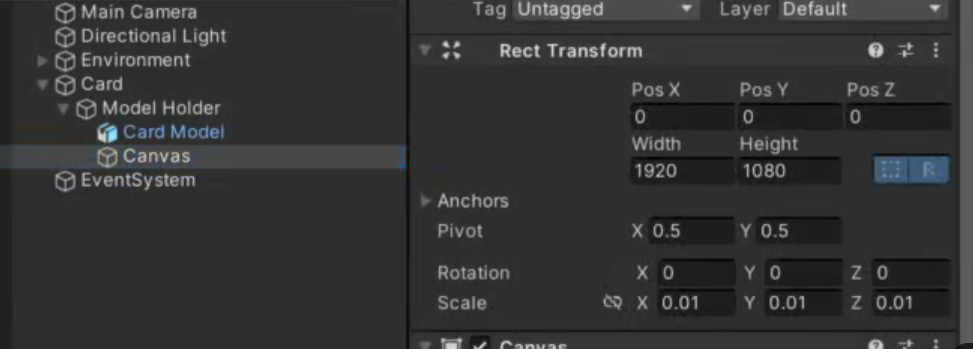 Main Camera
Directional Light
Environment
Card
Model Holder
Card Model
Canvas
EventSystem
Tag Untagged Layer Default
Rect Transform
Pos X Pos Y Pos Z
0 0 0
Width Height
1920 1080 R
Anchors
Pivot X 0.5 Y 0.5
Rotation X 0 Y 0 Z 0
Scale X 0.01 Y 0.01 Z 0.01
Canvas